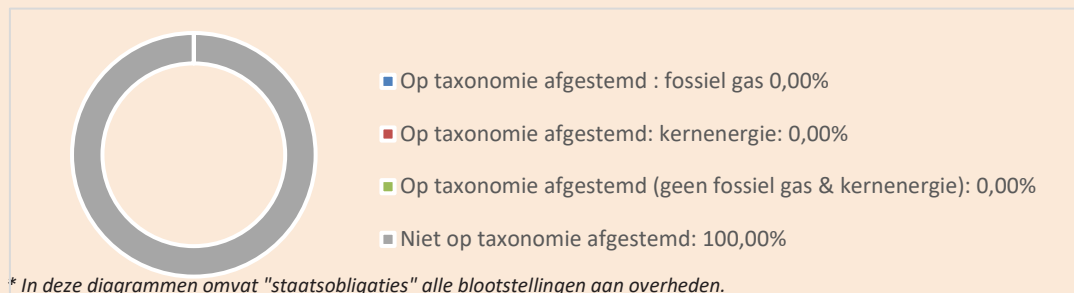 Op taxonomie afgestemd : fossiel gas 0,00%
Op taxonomie afgestemd: kernenergie: 0,00%
Op taxonomie afgestemd (geen fossiel gas & kernenergie): 0,00%
Niet op taxonomie afgestemd: 100,00%
* In deze diagrammen omvat "staatsobligaties" alle blootstellingen aan overheden.